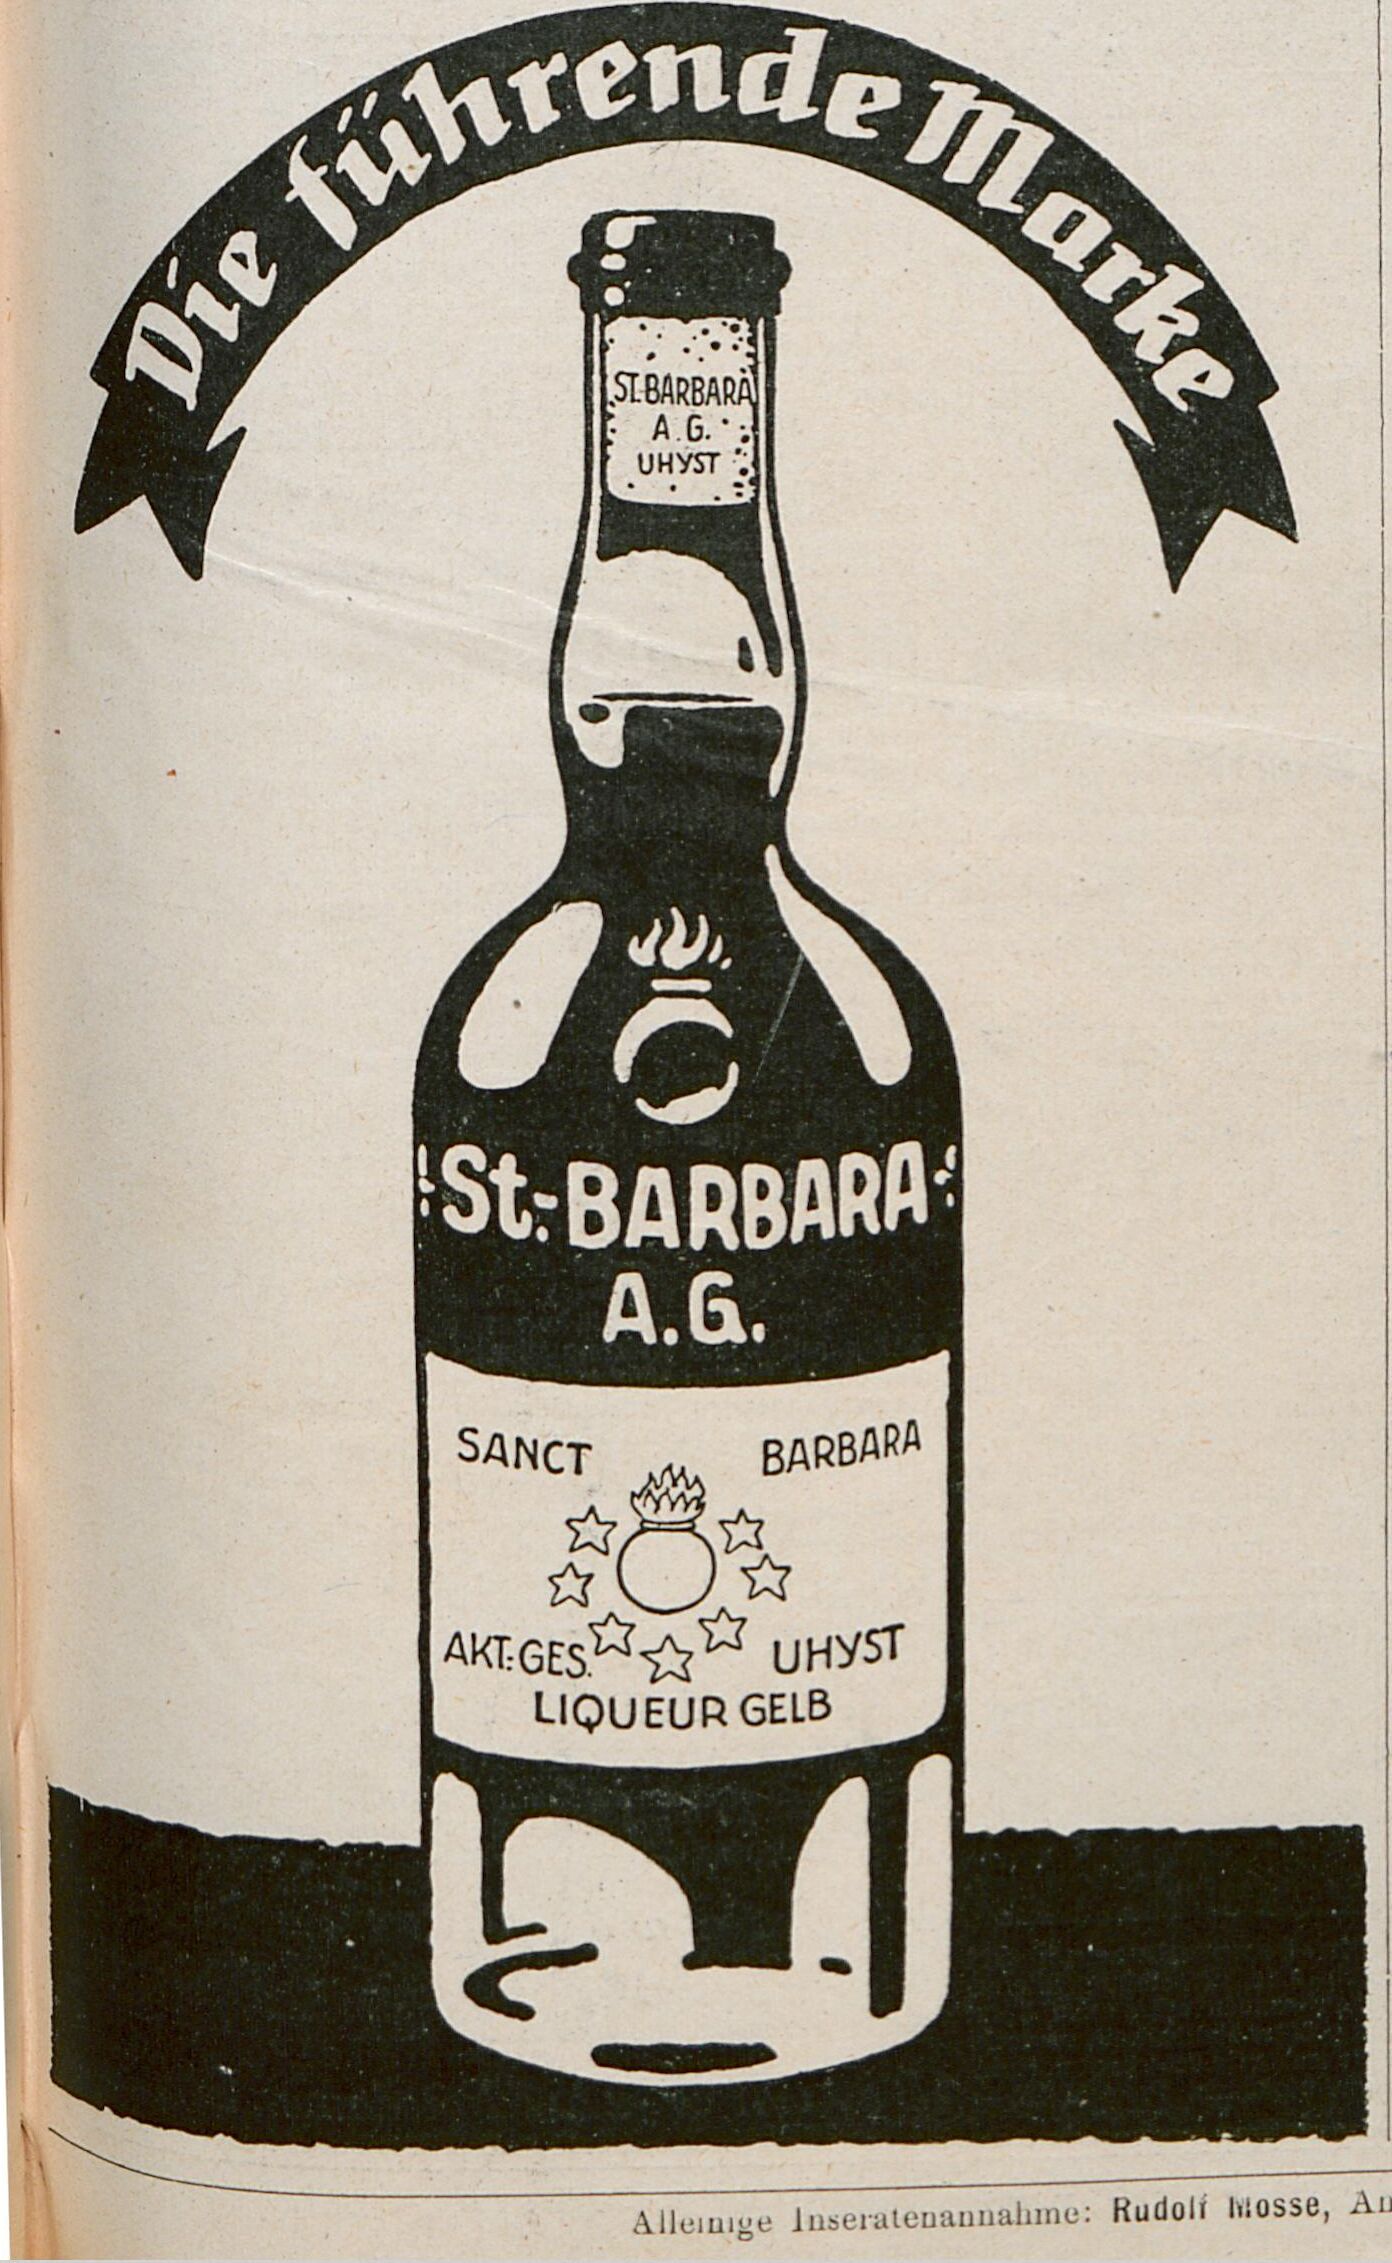 Die führende Marke
ST.BARBARA
A.G.
UHYST
St.-BARBARA
A.G.
SANCT BARBARA
AKT.-GES. UHYST
LIQUEUR GELB
Alleinige Inseratenannahme: Rudolf Mosse,